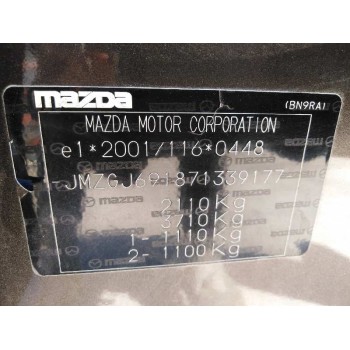 mazda
(BN9RA)
MAZDA MOTOR CORPORATION
e1*2001/116*0448
JMZGJ691871339177
2110Kg
3710Kg
1- 1110Kg
2- 1100Kg